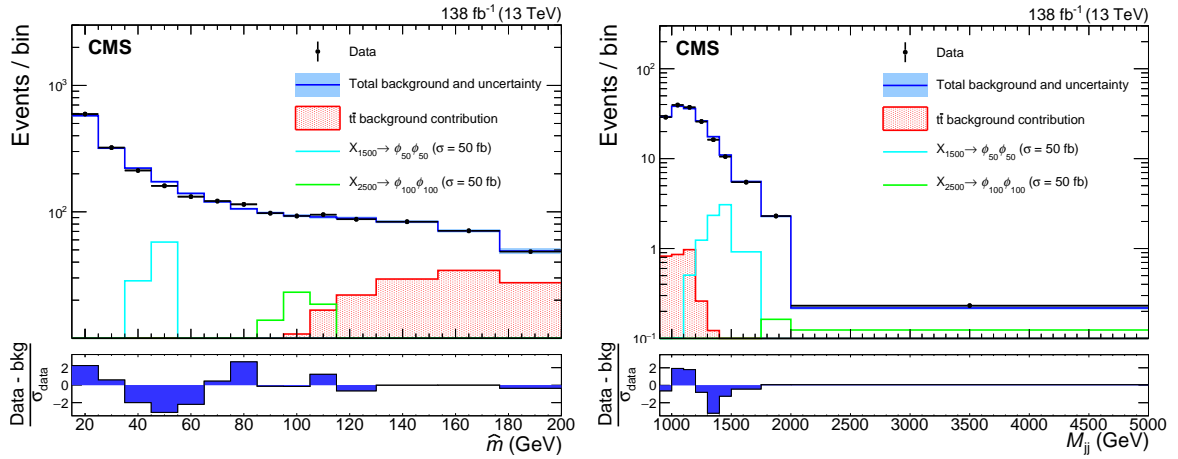 138 fb⁻¹ (13 TeV)
CMS
Events / bin
Data
Total background and uncertainty
tt̄ background contribution
X₁₅₀₀→ ϕ₅₀ϕ₅₀ (σ = 50 fb)
X₂₅₀₀→ ϕ₁₀₀ϕ₁₀₀ (σ = 50 fb)
10³
10²
Data - bkg
σdata
2
0
−2
20 40 60 80 100 120 140 160 180 200
m̂ (GeV)
138 fb⁻¹ (13 TeV)
CMS
Events / bin
Data
Total background and uncertainty
tt̄ background contribution
X₁₅₀₀→ ϕ₅₀ϕ₅₀ (σ = 50 fb)
X₂₅₀₀→ ϕ₁₀₀ϕ₁₀₀ (σ = 50 fb)
10²
10
1
10⁻¹
Data - bkg
σdata
2
0
−2
1000 1500 2000 2500 3000 3500 4000 4500 5000
Mjj (GeV)